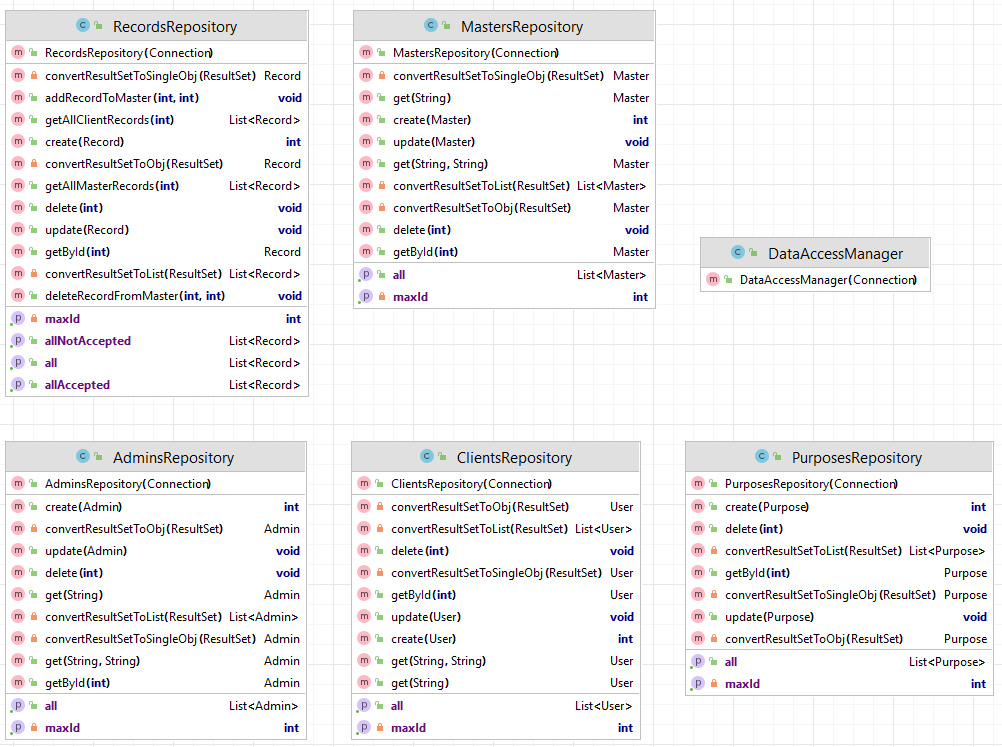 RecordsRepository
RecordsRepository(Connection)
convertResultSetToSingleObj(ResultSet) Record
addRecordToMaster(int, int) void
getAllClientRecords(int) List<Record>
create(Record) int
convertResultSetToObj(ResultSet) Record
getAllMasterRecords(int) List<Record>
delete(int) void
update(Record) void
getById(int) Record
convertResultSetToList(ResultSet) List<Record>
deleteRecordFromMaster(int, int) void
maxId int
allNotAccepted List<Record>
all List<Record>
allAccepted List<Record>
MastersRepository
MastersRepository(Connection)
convertResultSetToSingleObj(ResultSet) Master
get(String) Master
create(Master) int
update(Master) void
get(String, String) Master
convertResultSetToList(ResultSet) List<Master>
convertResultSetToObj(ResultSet) Master
delete(int) void
getById(int) Master
all List<Master>
maxId int
DataAccessManager
DataAccessManager(Connection)
AdminsRepository
AdminsRepository(Connection)
create(Admin) int
convertResultSetToObj(ResultSet) Admin
update(Admin) void
delete(int) void
get(String) Admin
convertResultSetToList(ResultSet) List<Admin>
convertResultSetToSingleObj(ResultSet) Admin
get(String, String) Admin
getById(int) Admin
all List<Admin>
maxId int
ClientsRepository
ClientsRepository(Connection)
convertResultSetToObj(ResultSet) User
convertResultSetToList(ResultSet) List<User>
delete(int) void
convertResultSetToSingleObj(ResultSet) User
getById(int) User
update(User) void
create(User) int
get(String, String) User
get(String) User
all List<User>
maxId int
PurposesRepository
PurposesRepository(Connection)
create(Purpose) int
delete(int) void
convertResultSetToList(ResultSet) List<Purpose>
getById(int) Purpose
convertResultSetToSingleObj(ResultSet) Purpose
update(Purpose) void
convertResultSetToObj(ResultSet) Purpose
all List<Purpose>
maxId int